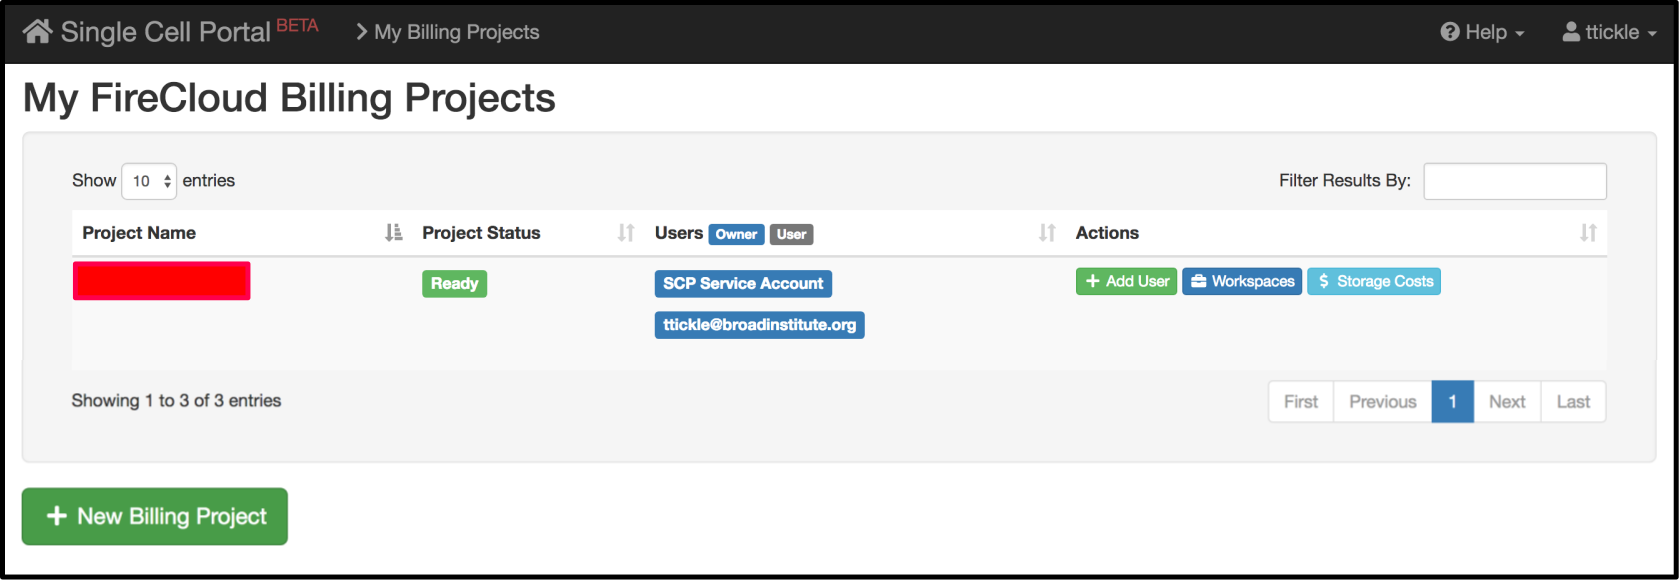 Single Cell Portal BETA My Billing Projects Help ttickle
My FireCloud Billing Projects
Show 10 entries Filter Results By:
Project Name Project Status Users Owner User Actions
Ready SCP Service Account + Add User Workspaces $ Storage Costs
ttickle@broadinstitute.org
Showing 1 to 3 of 3 entries First Previous 1 Next Last
+ New Billing Project